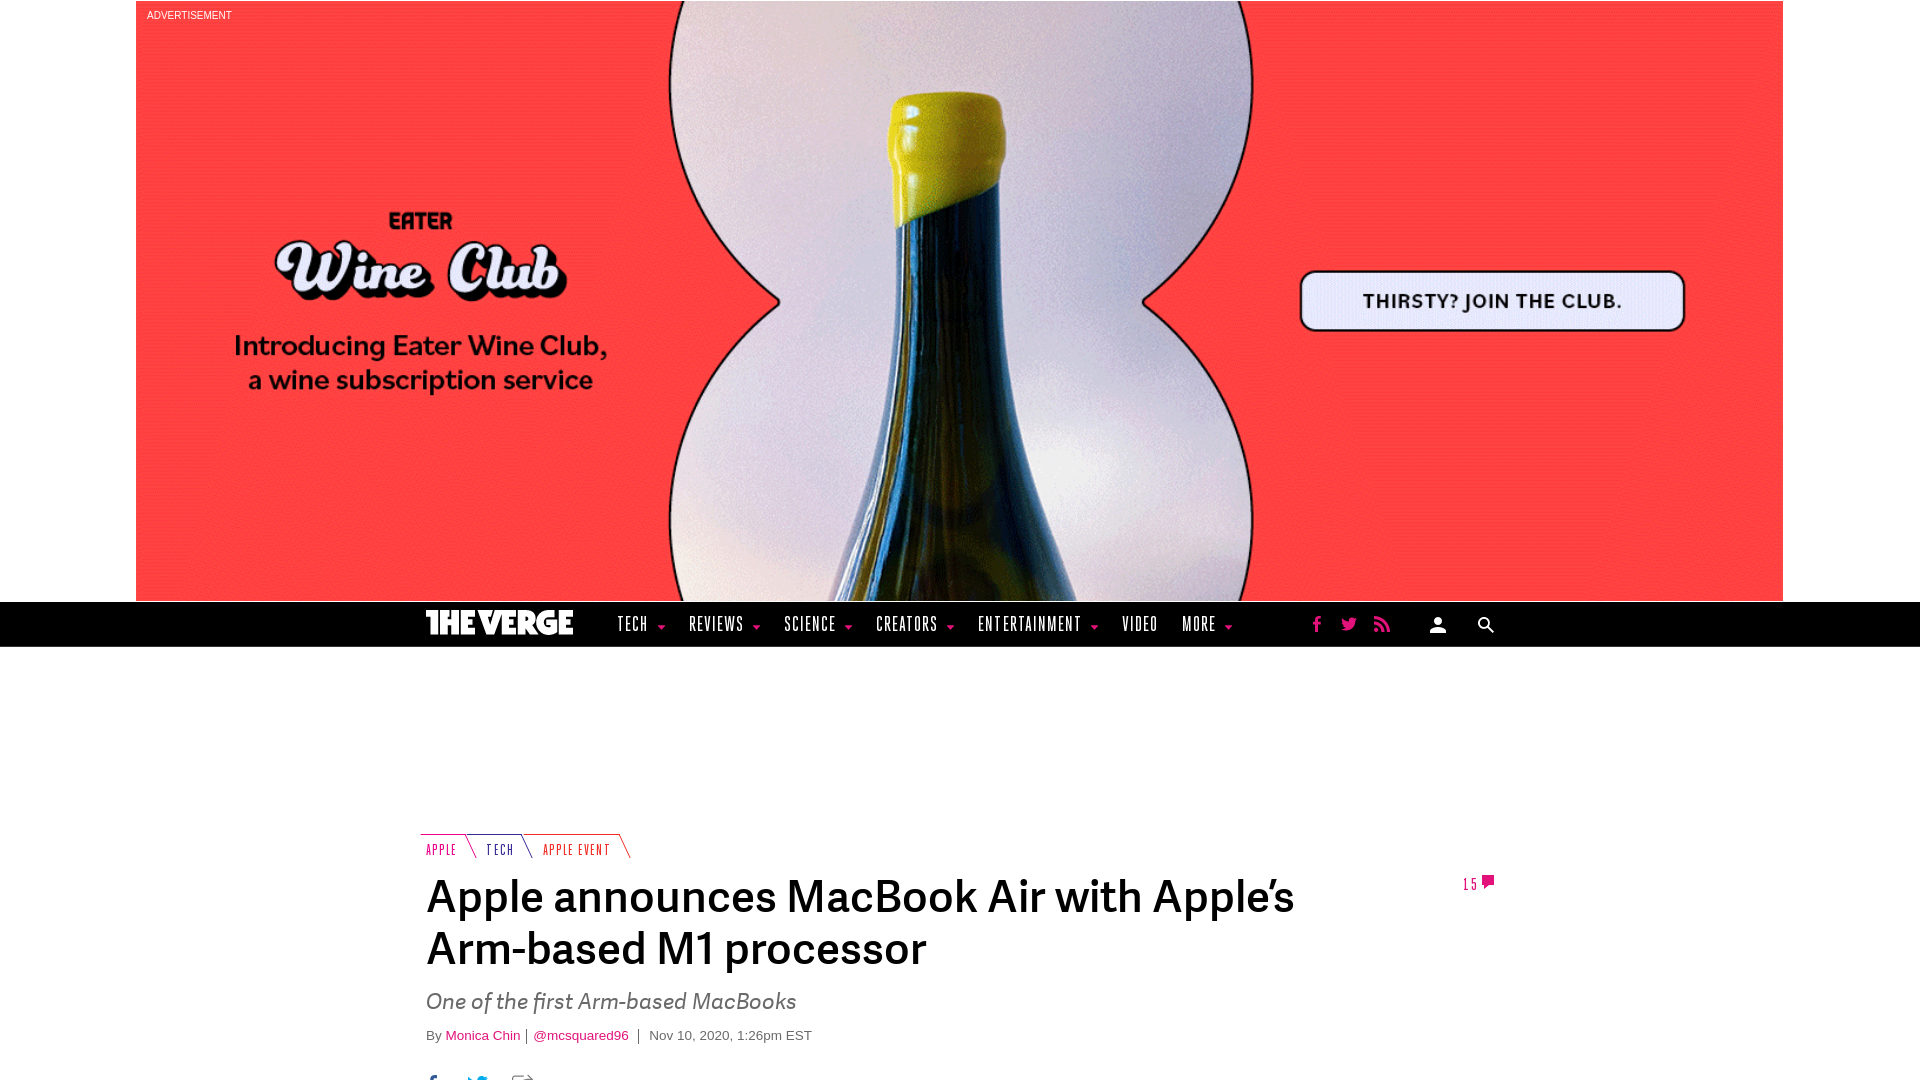 ADVERTISEMENT
EATER
Wine Club
Introducing Eater Wine Club,
a wine subscription service
THIRSTY? JOIN THE CLUB.
THE VERGE
TECH REVIEWS SCIENCE CREATORS ENTERTAINMENT VIDEO MORE
APPLE TECH APPLE EVENT
Apple announces MacBook Air with Apple’s
Arm-based M1 processor
15
One of the first Arm-based MacBooks
By Monica Chin | @mcsquared96 | Nov 10, 2020, 1:26pm EST